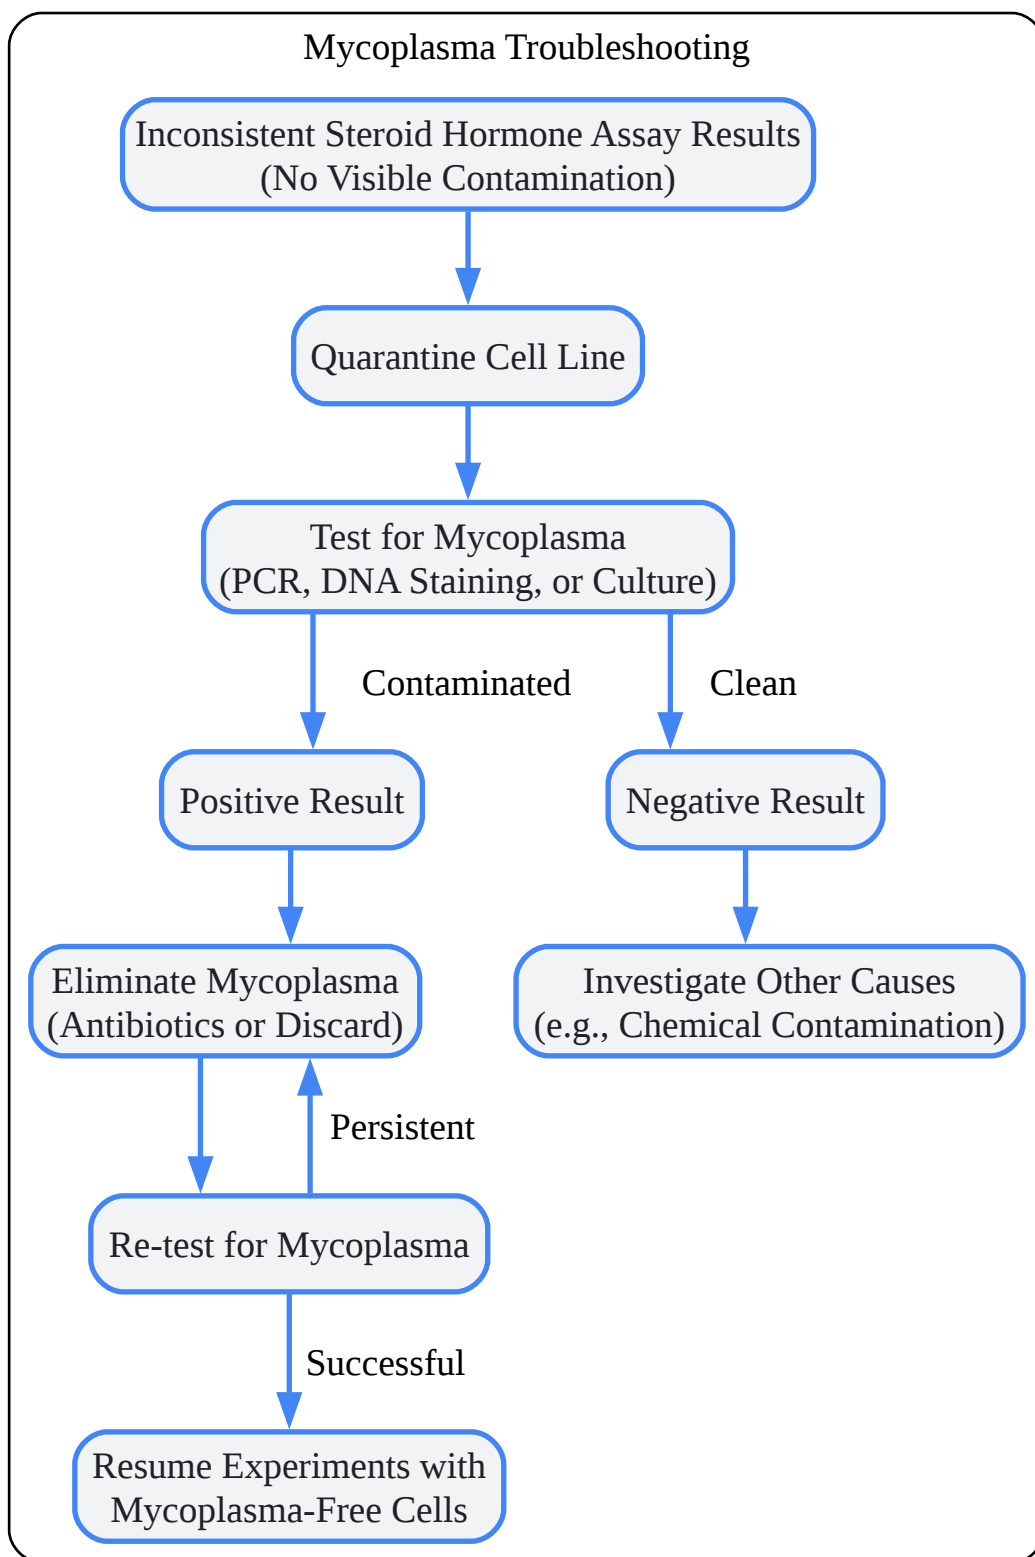 Mycoplasma Troubleshooting
Inconsistent Steroid Hormone Assay Results
(No Visible Contamination)
Quarantine Cell Line
Test for Mycoplasma
(PCR, DNA Staining, or Culture)
Contaminated
Clean
Positive Result
Negative Result
Eliminate Mycoplasma
(Antibiotics or Discard)
Investigate Other Causes
(e.g., Chemical Contamination)
Persistent
Re-test for Mycoplasma
Successful
Resume Experiments with
Mycoplasma-Free Cells